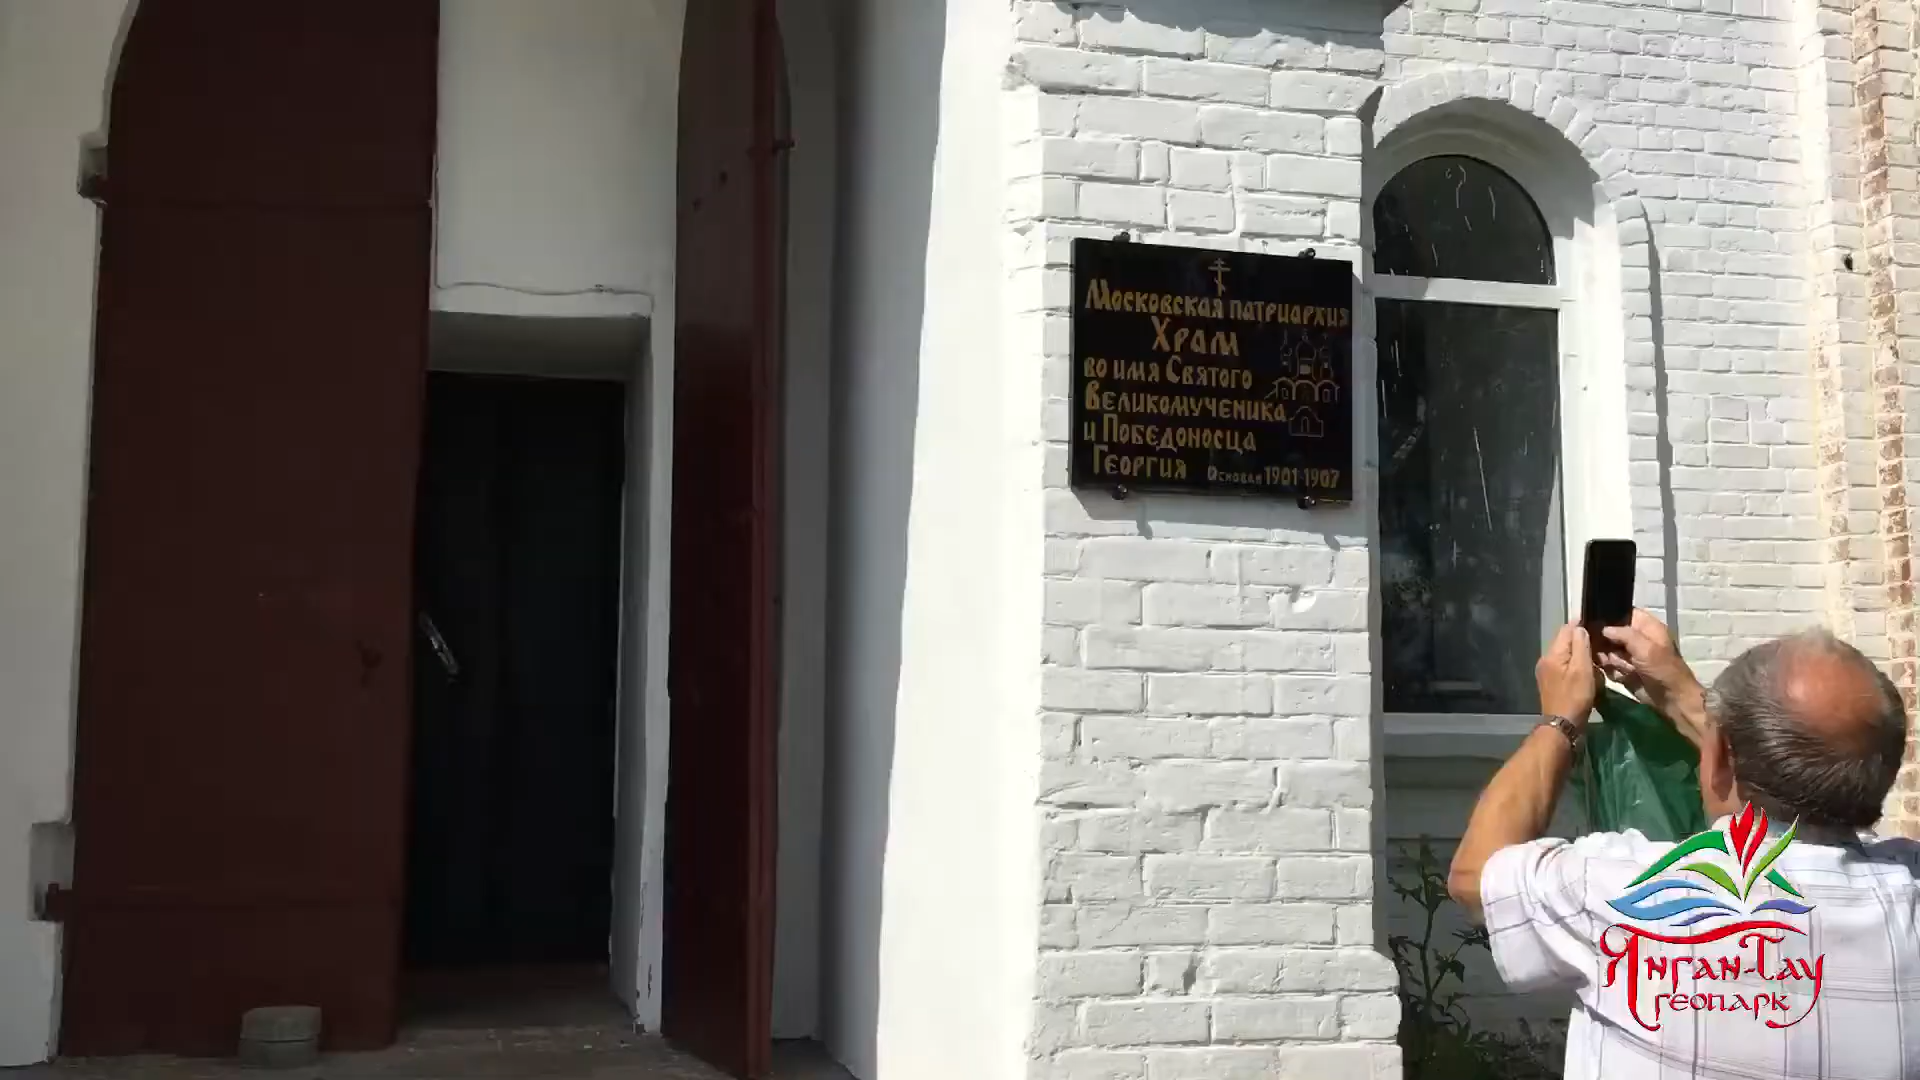 Московская патриархия
Храм
во имя Святого
Великомученика
и Победоносца
Георгия Основан 1901-1907
Янган-Тау
геопарк